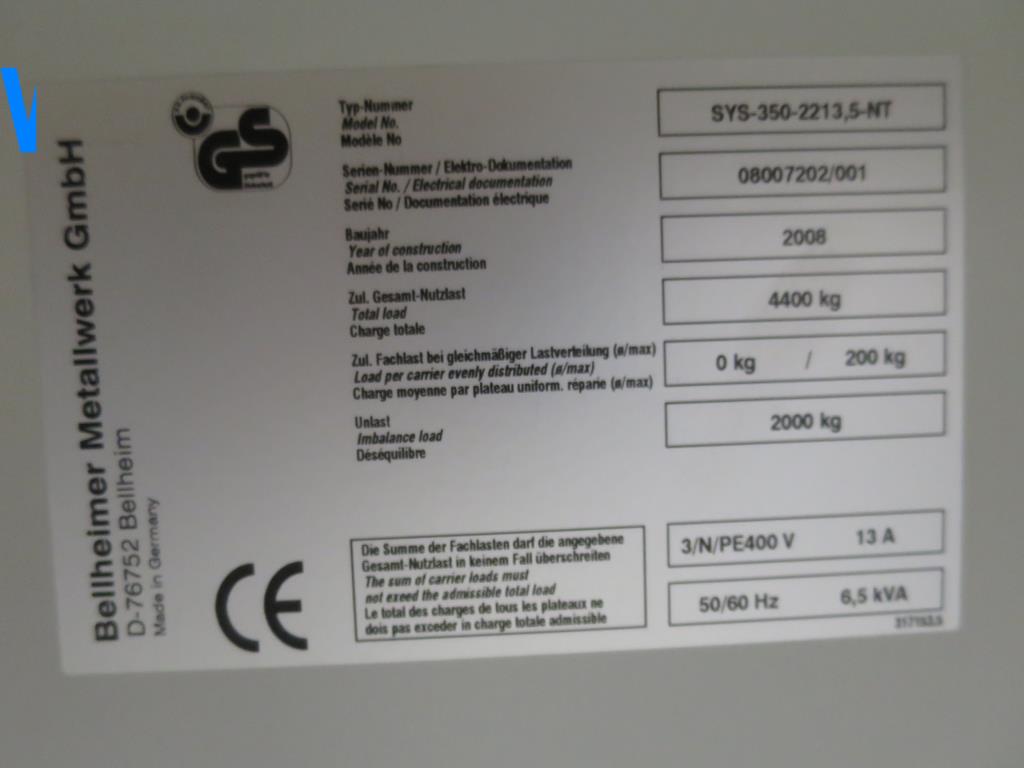 Bellheimer Metallwerk GmbH
D-76752 Bellheim
Made in Germany
GS
Typ-Nummer
Model No.
Modèle No
SYS-350-2213,5-NT
Serien-Nummer / Elektro-Dokumentation
Serial No. / Electrical documentation
Serié No / Documentation électrique
08007202/001
Baujahr
Year of construction
Année de la construction
2008
Zul. Gesamt-Nutzlast
Total load
Charge totale
4400 kg
Zul. Fachlast bei gleichmäßiger Lastverteilung (ø/max)
Load per carrier evenly distributed (ø/max)
Charge moyenne par plateau uniform. réparie (ø/max)
0 kg / 200 kg
Unlast
Imbalance load
Déséquilibre
2000 kg
CE
Die Summe der Fachlasten darf die angegebene
Gesamt-Nutzlast in keinem Fall überschreiten
The sum of carrier loads must
not exeed the admissible total load
Le total des charges de tous les plateaux ne
dois pas exceder in charge totale admissible
3/N/PE400 V 13 A
50/60 Hz 6,5 kVA